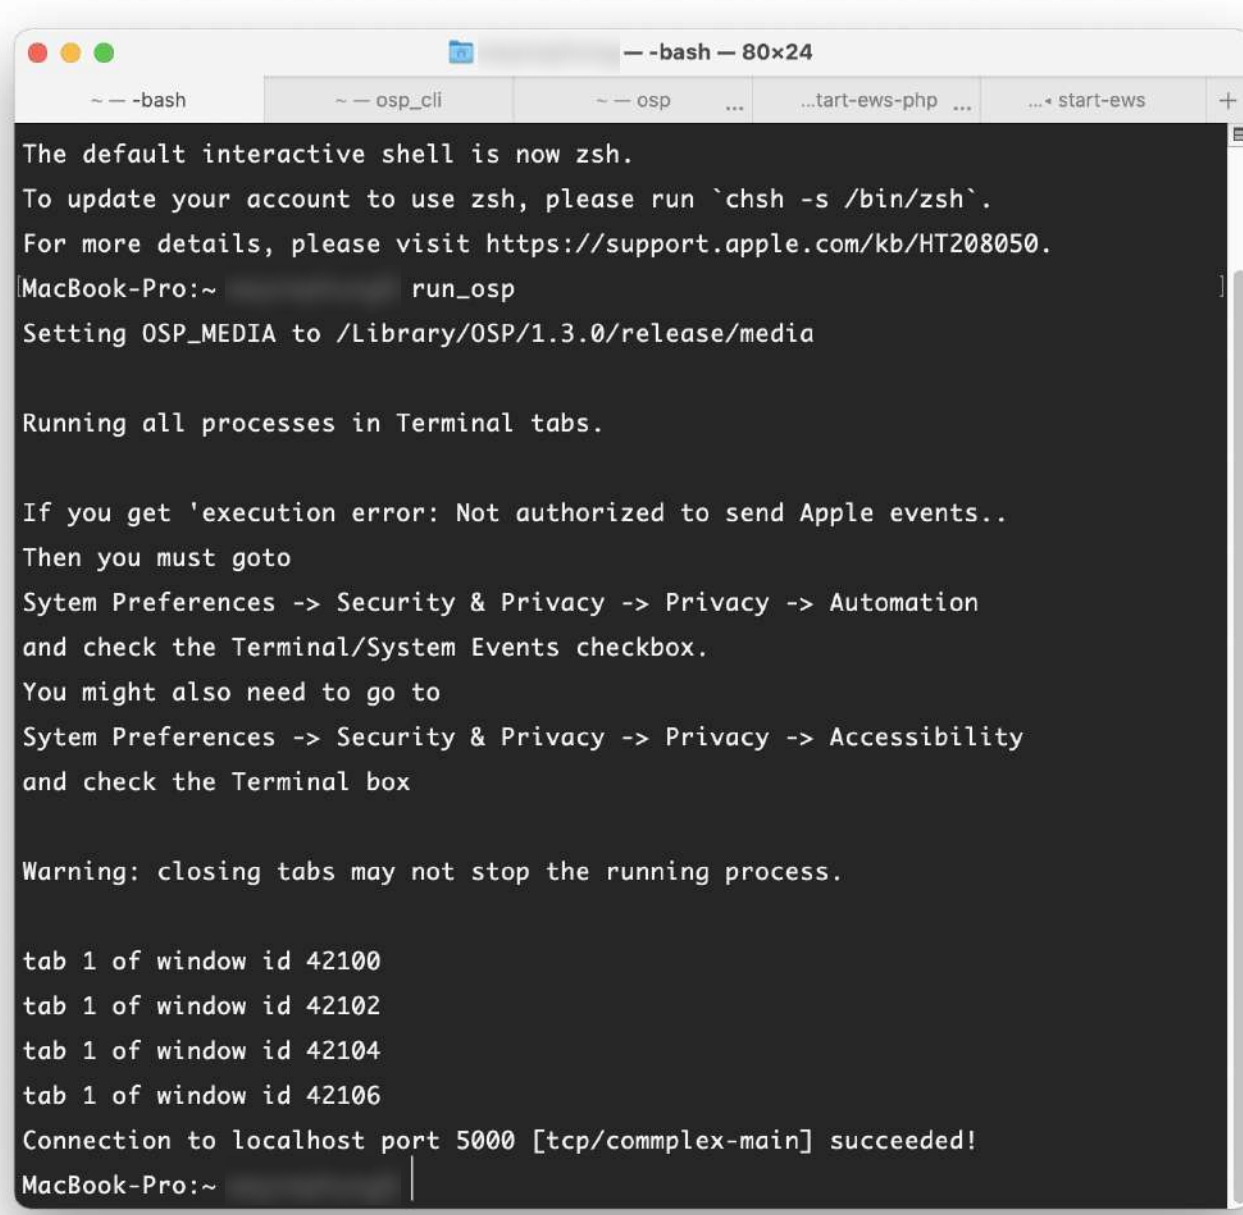 — -bash — 80×24
~ — -bash
~ — osp_cli
~ — osp ...
...tart-ews-php ...
...◂ start-ews +
The default interactive shell is now zsh.
To update your account to use zsh, please run `chsh -s /bin/zsh`.
For more details, please visit https://support.apple.com/kb/HT208050.
[MacBook-Pro:~ run_osp ]
Setting OSP_MEDIA to /Library/OSP/1.3.0/release/media
Running all processes in Terminal tabs.
If you get 'execution error: Not authorized to send Apple events..
Then you must goto
Sytem Preferences -> Security & Privacy -> Privacy -> Automation
and check the Terminal/System Events checkbox.
You might also need to go to
Sytem Preferences -> Security & Privacy -> Privacy -> Accessibility
and check the Terminal box
Warning: closing tabs may not stop the running process.
tab 1 of window id 42100
tab 1 of window id 42102
tab 1 of window id 42104
tab 1 of window id 42106
Connection to localhost port 5000 [tcp/commplex-main] succeeded!
MacBook-Pro:~